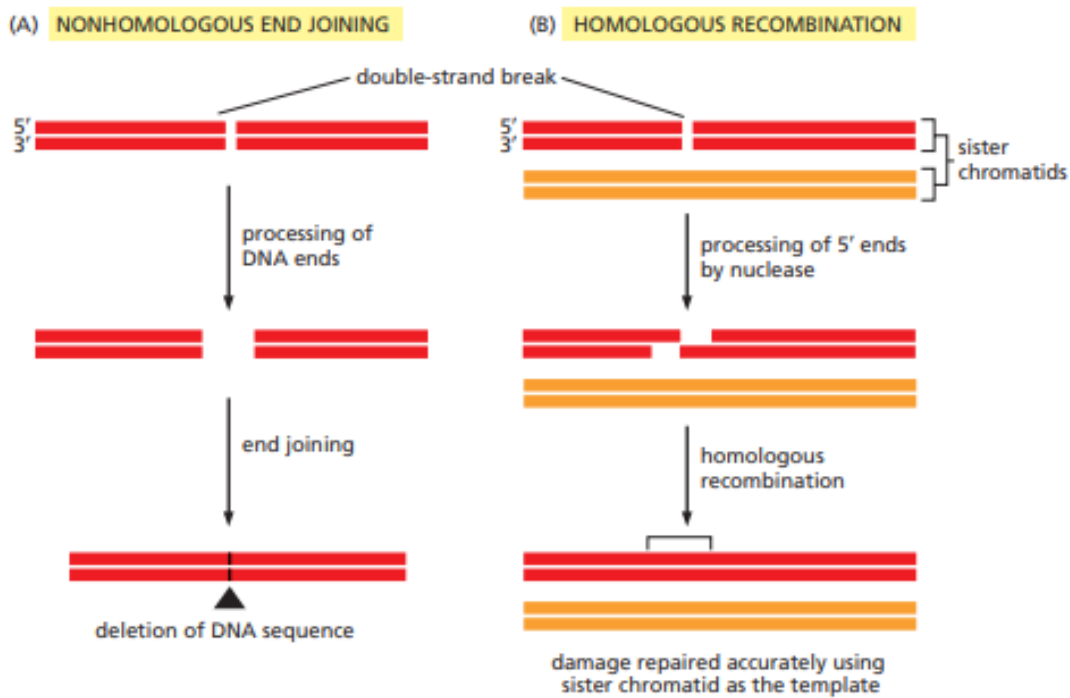 (A) NONHOMOLOGOUS END JOINING
(B) HOMOLOGOUS RECOMBINATION
double-strand break
5′
3′
5′
3′
sister
chromatids
processing of
DNA ends
processing of 5′ ends
by nuclease
end joining
homologous
recombination
deletion of DNA sequence
damage repaired accurately using
sister chromatid as the template